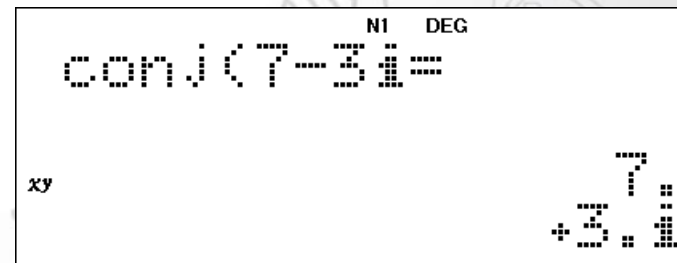 N1 DEG
conj(7-3i=
xy
7.
+3.i